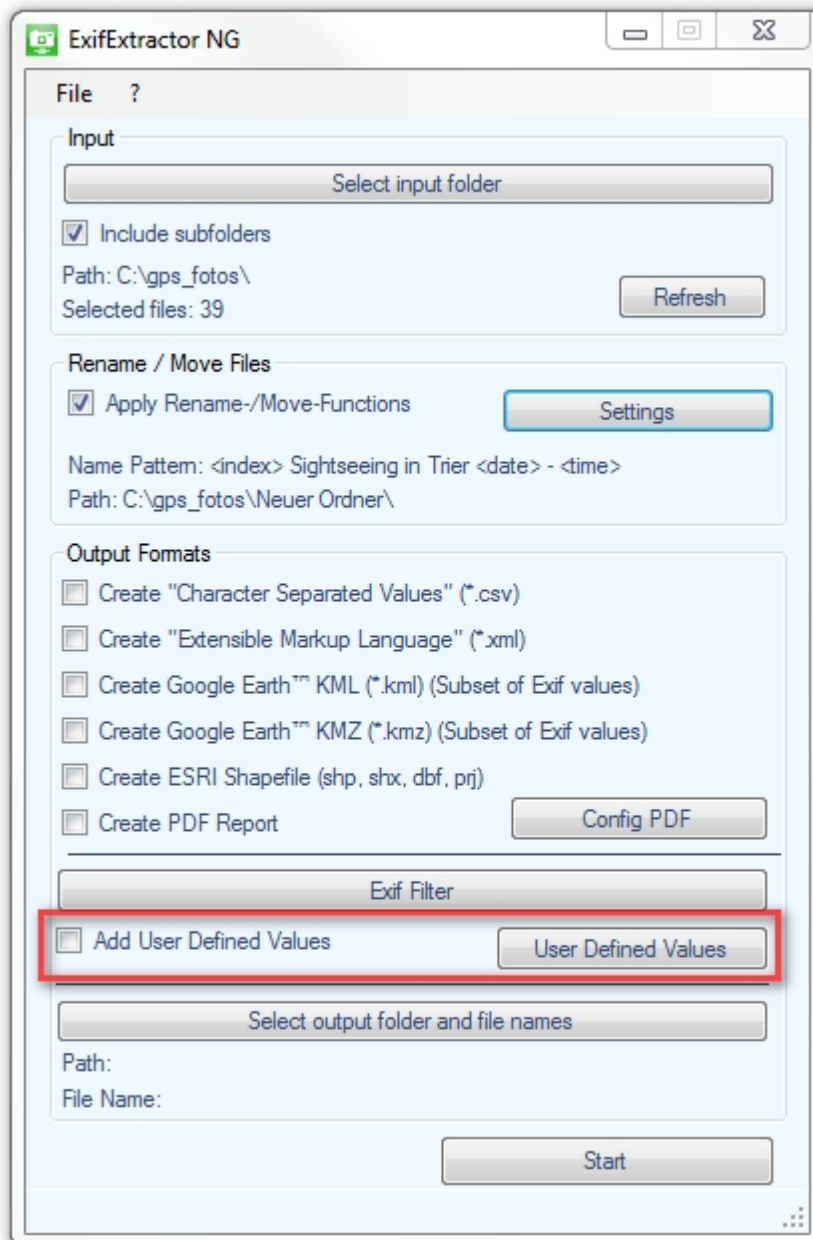 ExifExtractor NG
File ?
Input
Select input folder
Include subfolders
Path: C:\gps_fotos\
Selected files: 39
Refresh
Rename / Move Files
Apply Rename-/Move-Functions
Settings
Name Pattern: <index> Sightseeing in Trier <date> - <time>
Path: C:\gps_fotos\Neuer Ordner\
Output Formats
Create "Character Separated Values" (*.csv)
Create "Extensible Markup Language" (*.xml)
Create Google Earth™ KML (*.kml) (Subset of Exif values)
Create Google Earth™ KMZ (*.kmz) (Subset of Exif values)
Create ESRI Shapefile (shp, shx, dbf, prj)
Create PDF Report
Config PDF
Exif Filter
Add User Defined Values
User Defined Values
Select output folder and file names
Path:
File Name:
Start